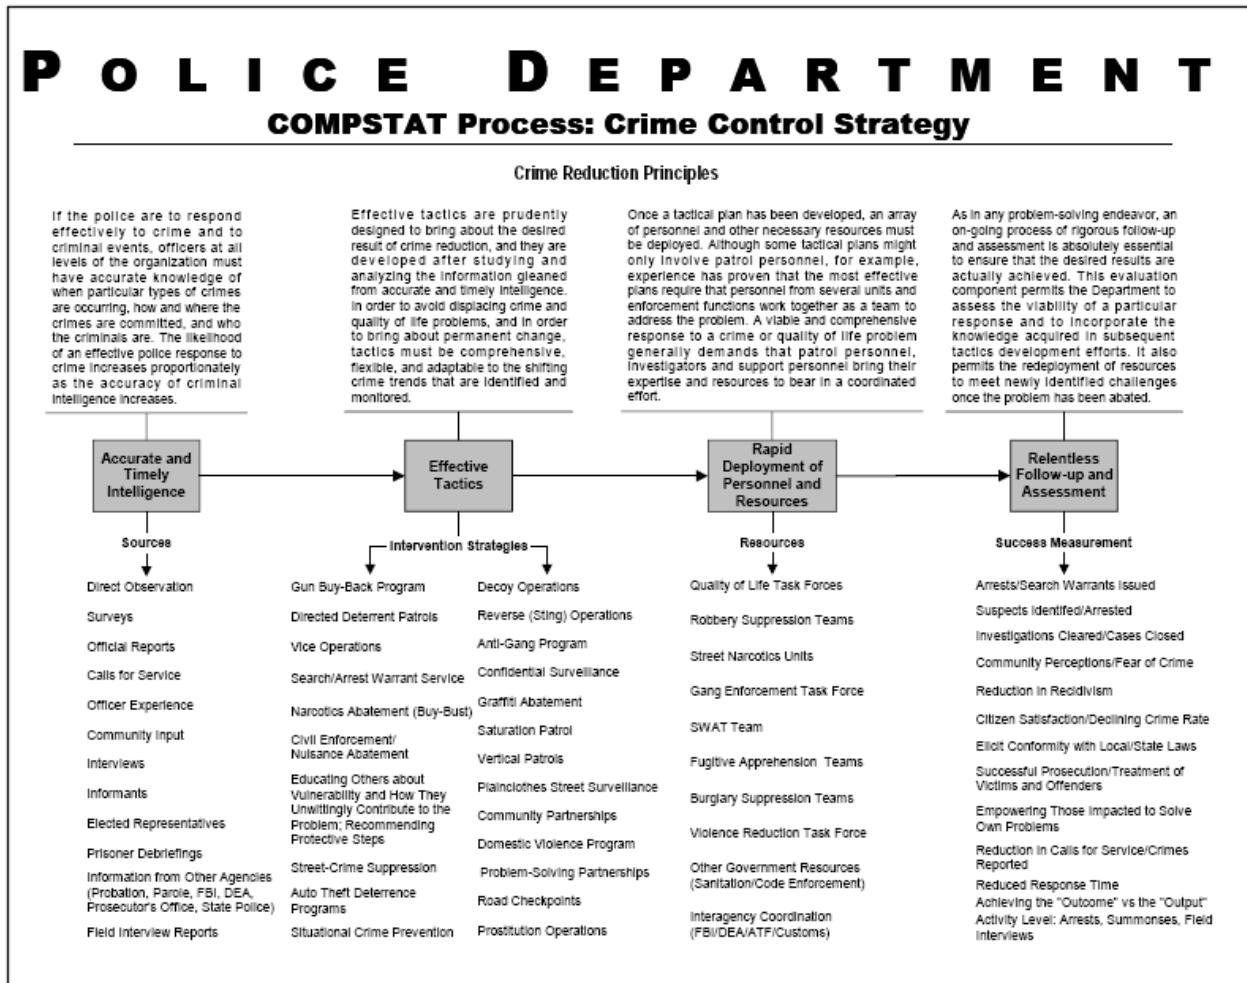 POLICE DEPARTMENT
COMPSTAT Process: Crime Control Strategy
Crime Reduction Principles
If the police are to respond
effectively to crime and to
criminal events, officers at all
levels of the organization must
have accurate knowledge of
when particular types of crimes
are occurring, how and where the
crimes are committed, and who
the criminals are. The likelihood
of an effective police response to
crime increases proportionately
as the accuracy of criminal
intelligence increases.
Effective tactics are prudently
designed to bring about the desired
result of crime reduction, and they are
developed after studying and
analyzing the information gleaned
from accurate and timely intelligence.
In order to avoid displacing crime and
quality of life problems, and in order
to bring about permanent change,
tactics must be comprehensive,
flexible, and adaptable to the shifting
crime trends that are identified and
monitored.
Once a tactical plan has been developed, an array
of personnel and other necessary resources must
be deployed. Although some tactical plans might
only involve patrol personnel, for example,
experience has proven that the most effective
plans require that personnel from several units and
enforcement functions work together as a team to
address the problem. A viable and comprehensive
response to a crime or quality of life problem
generally demands that patrol personnel,
investigators and support personnel bring their
expertise and resources to bear in a coordinated
effort.
As in any problem-solving endeavor, an
on-going process of rigorous follow-up
and assessment is absolutely essential
to ensure that the desired results are
actually achieved. This evaluation
component permits the Department to
assess the viability of a particular
response and to incorporate the
knowledge acquired in subsequent
tactics development efforts. It also
permits the redeployment of resources
to meet newly identified challenges
once the problem has been abated.
Accurate and
Timely
Intelligence
Effective
Tactics
Rapid
Deployment of
Personnel and
Resources
Relentless
Follow-up and
Assessment
Sources
Direct Observation
Surveys
Official Reports
Calls for Service
Officer Experience
Community Input
Interviews
Informants
Elected Representatives
Prisoner Debriefings
Information from Other Agencies
(Probation, Parole, FBI, DEA,
Prosecutor's Office, State Police)
Field Interview Reports
Intervention Strategies
Gun Buy-Back Program
Directed Deterrent Patrols
Vice Operations
Search/Arrest Warrant Service
Narcotics Abatement (Buy-Bust)
Civil Enforcement/
Nuisance Abatement
Educating Others about
Vulnerability and How They
Unwittingly Contribute to the
Problem; Recommending
Protective Steps
Street-Crime Suppression
Auto Theft Deterrence
Programs
Situational Crime Prevention
Decoy Operations
Reverse (Sting) Operations
Anti-Gang Program
Confidential Surveillance
Graffiti Abatement
Saturation Patrol
Vertical Patrols
Plainclothes Street Surveillance
Community Partnerships
Domestic Violence Program
Problem-Solving Partnerships
Road Checkpoints
Prostitution Operations
Resources
Quality of Life Task Forces
Robbery Suppression Teams
Street Narcotics Units
Gang Enforcement Task Force
SWAT Team
Fugitive Apprehension Teams
Burglary Suppression Teams
Violence Reduction Task Force
Other Government Resources
(Sanitation/Code Enforcement)
Interagency Coordination
(FBI/DEA/ATF/Customs)
Success Measurement
Arrests/Search Warrants Issued
Suspects Identifed/Arrested
Investigations Cleared/Cases Closed
Community Perceptions/Fear of Crime
Reduction in Recidivism
Citizen Satisfaction/Declining Crime Rate
Elicit Conformity with Local/State Laws
Successful Prosecution/Treatment of
Victims and Offenders
Empowering Those Impacted to Solve
Own Problems
Reduction in Calls for Service/Crimes
Reported
Reduced Response Time
Achieving the "Outcome" vs the "Output"
Activity Level: Arrests, Summonses, Field
Interviews